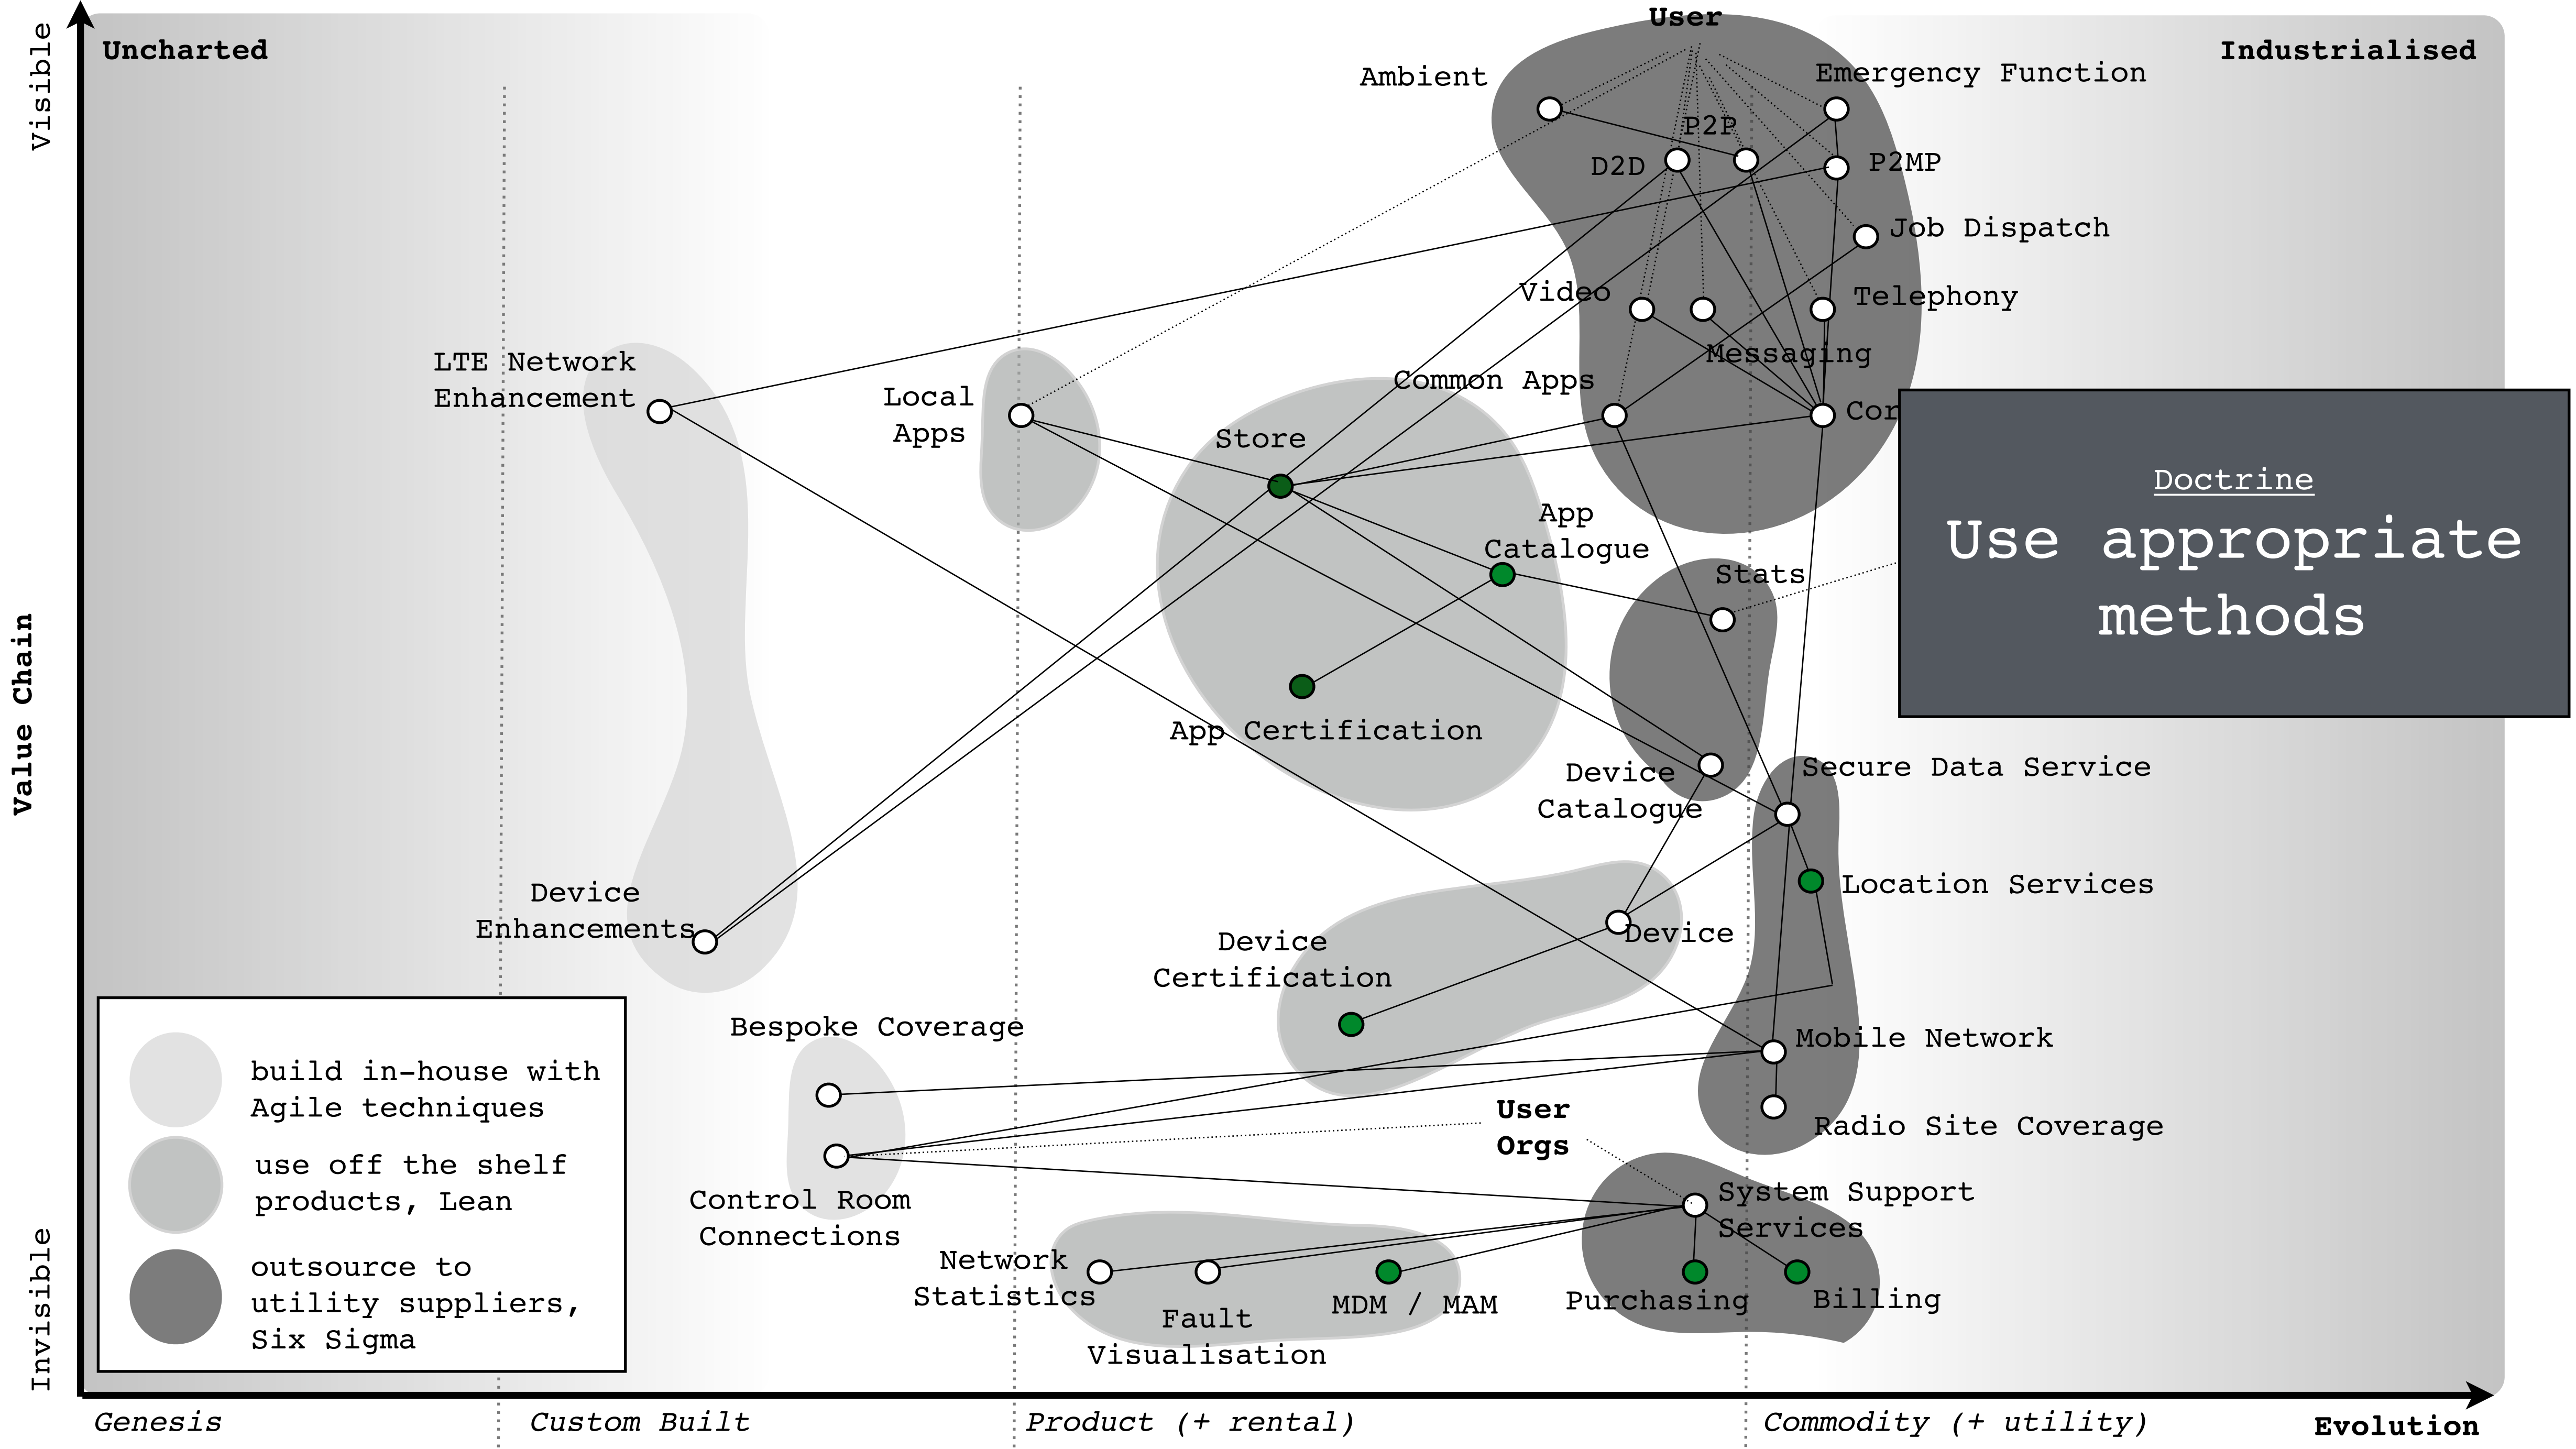 User
Uncharted
Industrialised
Visible
Ambient
Emergency Function
P2P
D2D
P2MP
Job Dispatch
Video
Telephony
Messaging
LTE Network
Enhancement
Local
Apps
Common Apps
Store
Doctrine
Use appropriate
methods
App
Catalogue
Stats
Value Chain
App Certification
Device
Catalogue
Secure Data Service
Location Services
Device
Enhancements
Device
Device
Certification
Bespoke Coverage
Mobile Network
Radio Site Coverage
User
Orgs
Control Room
Connections
System Support
Services
Network
Statistics
Fault
Visualisation
MDM / MAM
Purchasing
Billing
build in-house with
Agile techniques
use off the shelf
products, Lean
outsource to
utility suppliers,
Six Sigma
Invisible
Genesis
Custom Built
Product (+ rental)
Commodity (+ utility)
Evolution